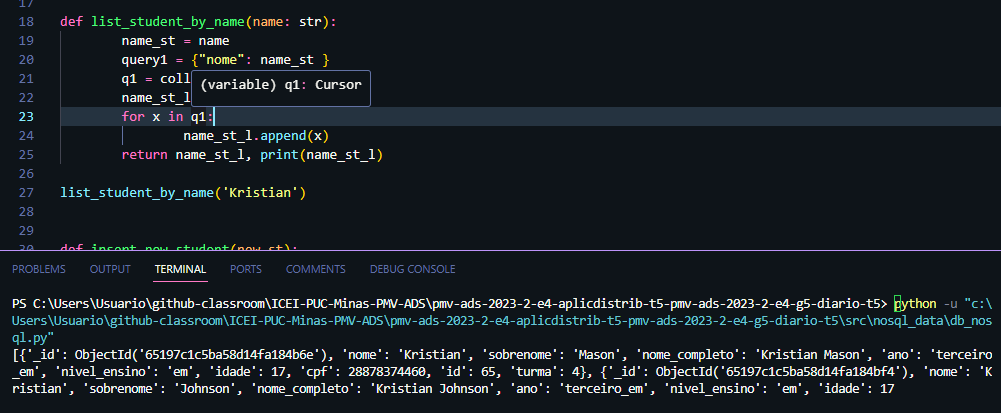 17
18 def list_student_by_name(name: str):
19 name_st = name
20 query1 = {"nome": name_st }
21 q1 = coll
(variable) q1: Cursor
22 name_st_l
23 for x in q1:
24 name_st_l.append(x)
25 return name_st_l, print(name_st_l)
26
27 list_student_by_name('Kristian')
28
29
30 def insert_new_student(new_st):
PROBLEMS OUTPUT TERMINAL PORTS COMMENTS DEBUG CONSOLE
PS C:\Users\Usuario\github-classroom\ICEI-PUC-Minas-PMV-ADS\pmv-ads-2023-2-e4-aplicdistrib-t5-pmv-ads-2023-2-e4-g5-diario-t5> python -u "c:\
Users\Usuario\github-classroom\ICEI-PUC-Minas-PMV-ADS\pmv-ads-2023-2-e4-aplicdistrib-t5-pmv-ads-2023-2-e4-g5-diario-t5\src\nosql_data\db_nos
ql.py"
[{'_id': ObjectId('65197c1c5ba58d14fa184b6e'), 'nome': 'Kristian', 'sobrenome': 'Mason', 'nome_completo': 'Kristian Mason', 'ano': 'terceiro
_em', 'nivel_ensino': 'em', 'idade': 17, 'cpf': 28878374460, 'id': 65, 'turma': 4}, {'_id': ObjectId('65197c1c5ba58d14fa184bf4'), 'nome': 'K
ristian', 'sobrenome': 'Johnson', 'nome_completo': 'Kristian Johnson', 'ano': 'terceiro_em', 'nivel_ensino': 'em', 'idade': 17